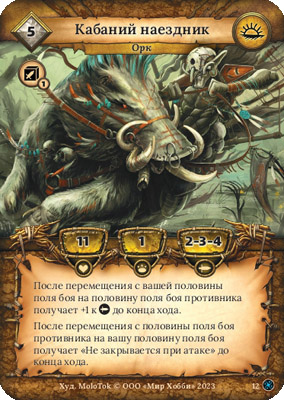 5
Кабаний наездник
Орк
1
11
1
2-3-4
После перемещения с вашей половины
поля боя на половину поля боя противника
получает +1 к до конца хода.
После перемещения с половины поля
боя противника на вашу половину поля боя
получает «Не закрывается при атаке» до
конца хода.
Худ. MoloTok © ООО «Мир Хобби» 2023
12